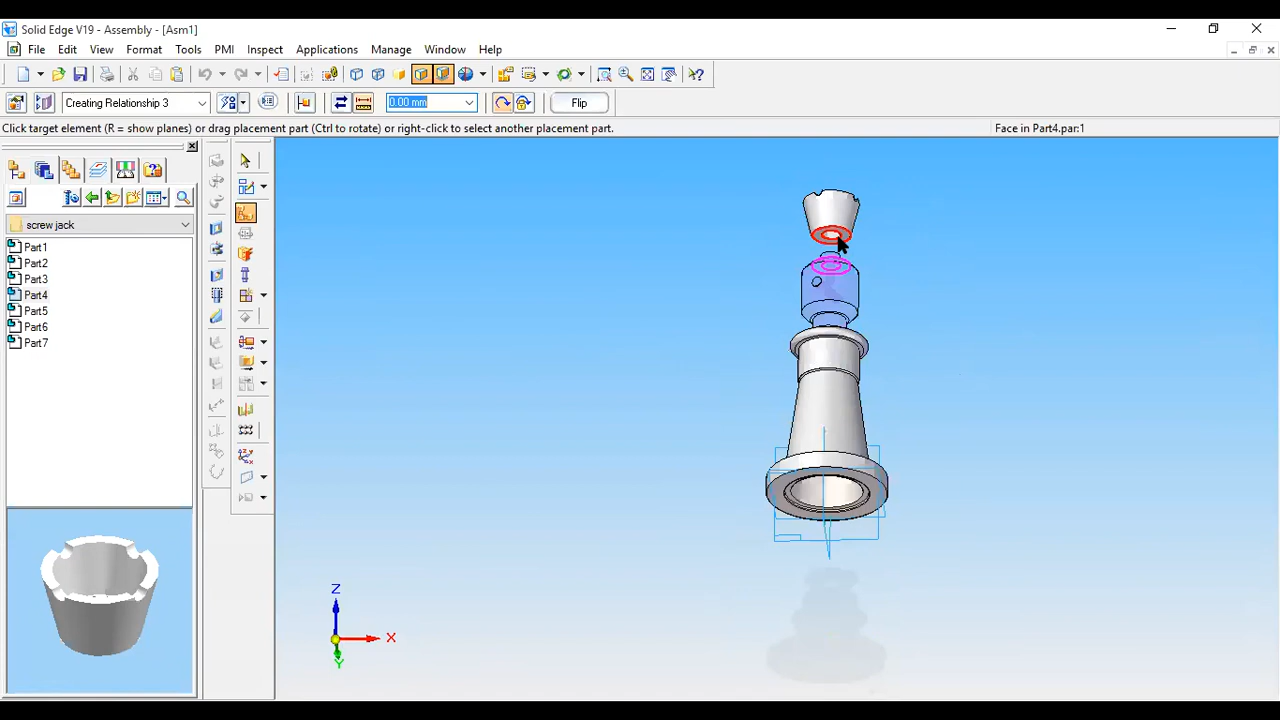 Solid Edge V19 - Assembly - [Asm1]
File Edit View Format Tools PMI Inspect Applications Manage Window Help
Creating Relationship 3 0.00 mm Flip
Click target element (R = show planes) or drag placement part (Ctrl to rotate) or right-click to select another placement part. Face in Part4.par:1
screw jack
Part1
Part2
Part3
Part4
Part5
Part6
Part7
Z
X
Y